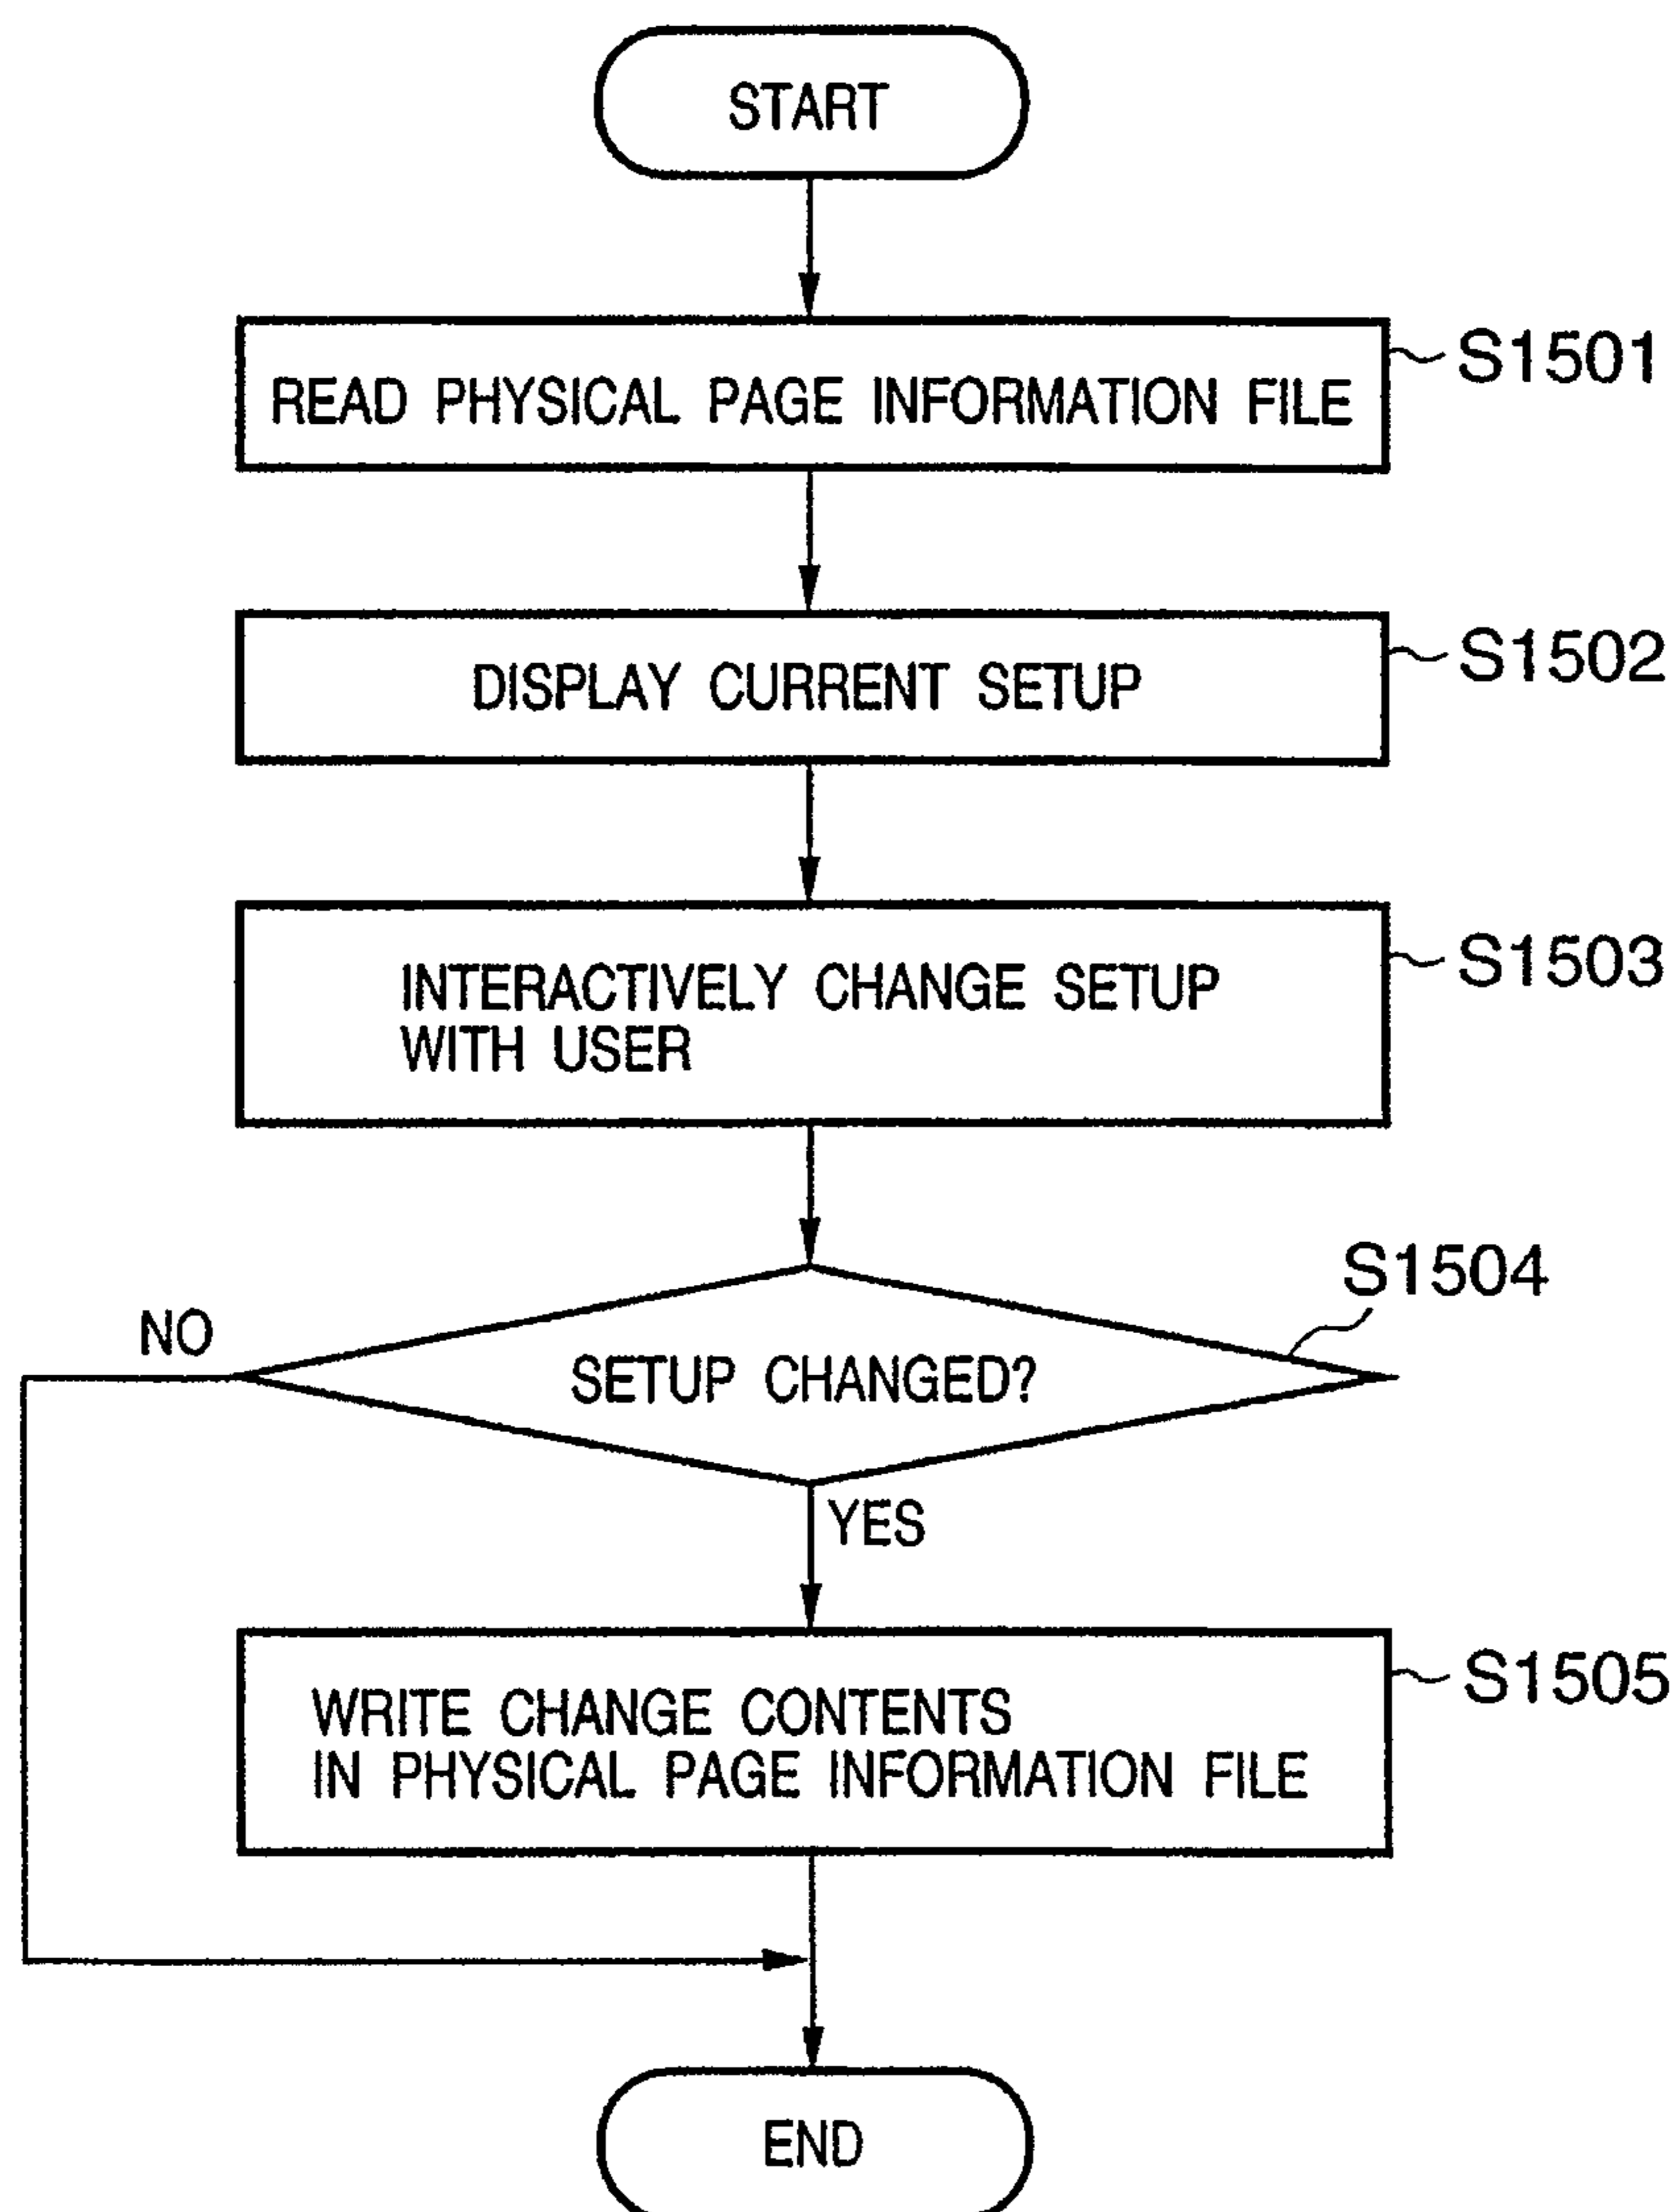 START
READ PHYSICAL PAGE INFORMATION FILE
S1501
DISPLAY CURRENT SETUP
S1502
INTERACTIVELY CHANGE SETUP
WITH USER
S1503
S1504
NO
SETUP CHANGED?
YES
WRITE CHANGE CONTENTS
IN PHYSICAL PAGE INFORMATION FILE
S1505
END